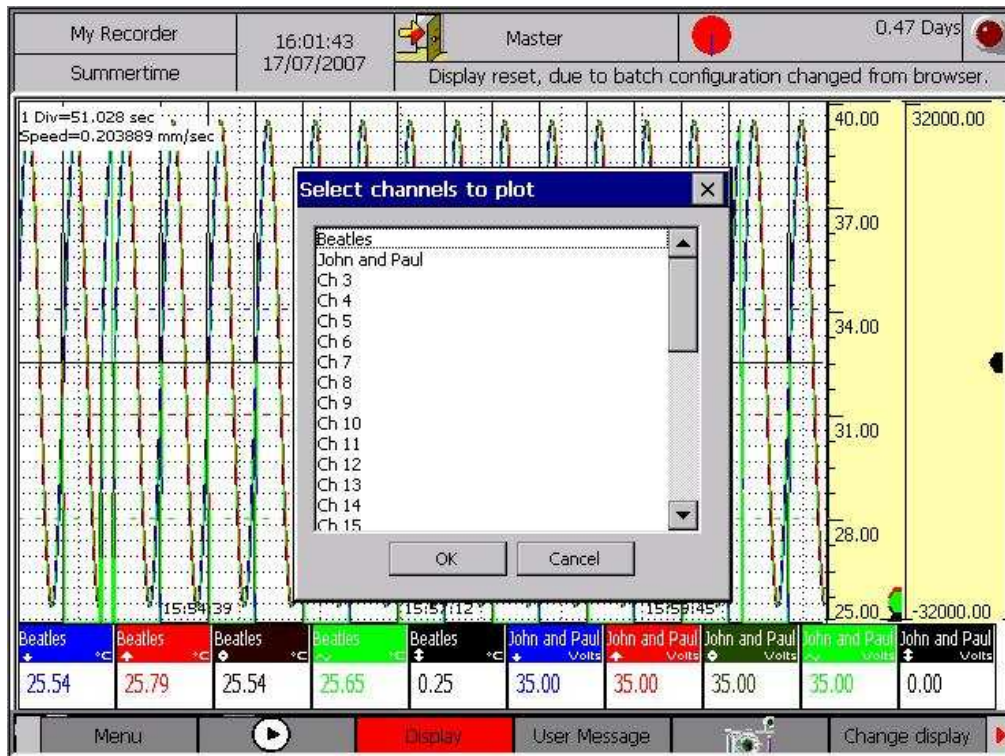 My Recorder
Summertime
16:01:43
17/07/2007
Master
0.47 Days
Display reset, due to batch configuration changed from browser.
1 Div=51.028 sec
Speed=0.203889 mm/sec
Select channels to plot
Beatles
John and Paul
Ch 3
Ch 4
Ch 5
Ch 6
Ch 7
Ch 8
Ch 9
Ch 10
Ch 11
Ch 12
Ch 13
Ch 14
Ch 15
OK
Cancel
40.00
37.00
34.00
31.00
28.00
25.00
32000.00
-32000.00
15:54:39
15:57:12
15:59:45
Beatles °C 25.54
Beatles °C 25.79
Beatles °C 25.54
Beatles °C 25.65
Beatles °C 0.25
John and Paul Volts 35.00
John and Paul Volts 35.00
John and Paul Volts 35.00
John and Paul Volts 35.00
John and Paul Volts 0.00
Menu
Display
User Message
Change display